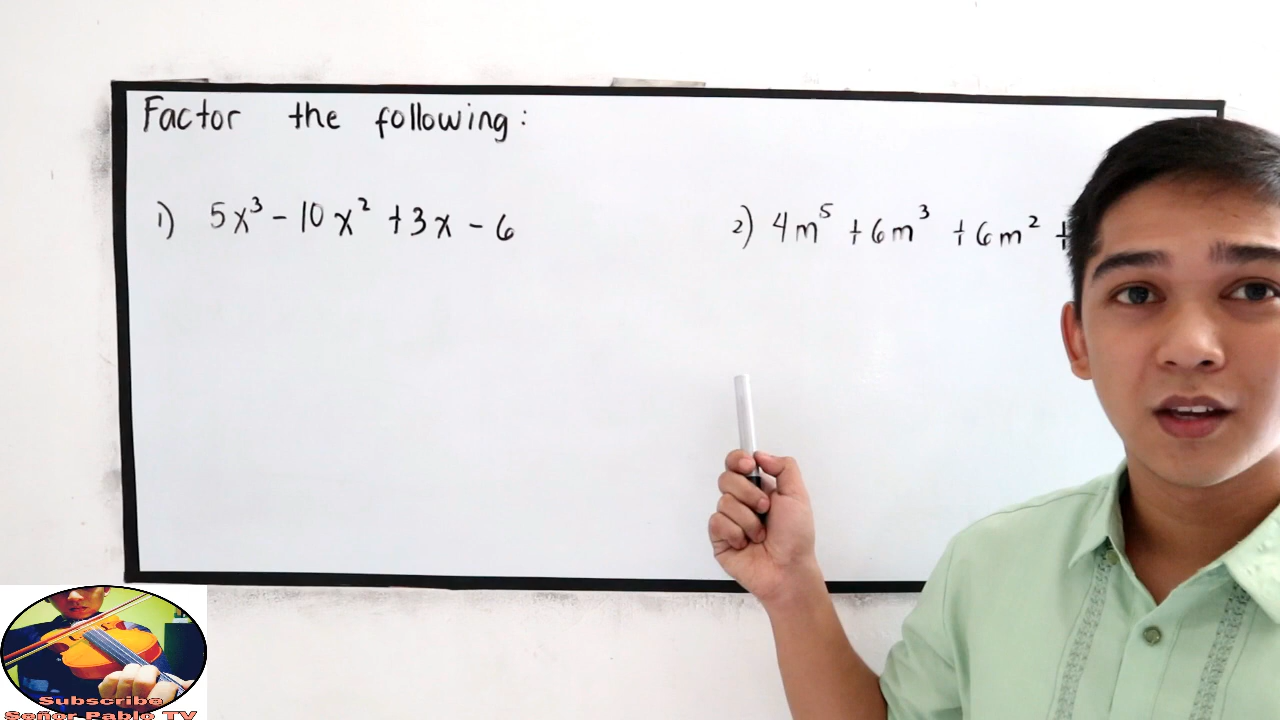 Factor the following:
1) 5x³ - 10x² + 3x - 6
2) 4m⁵ + 6m³ + 6m² +
Subscribe
Señor Pablo TV